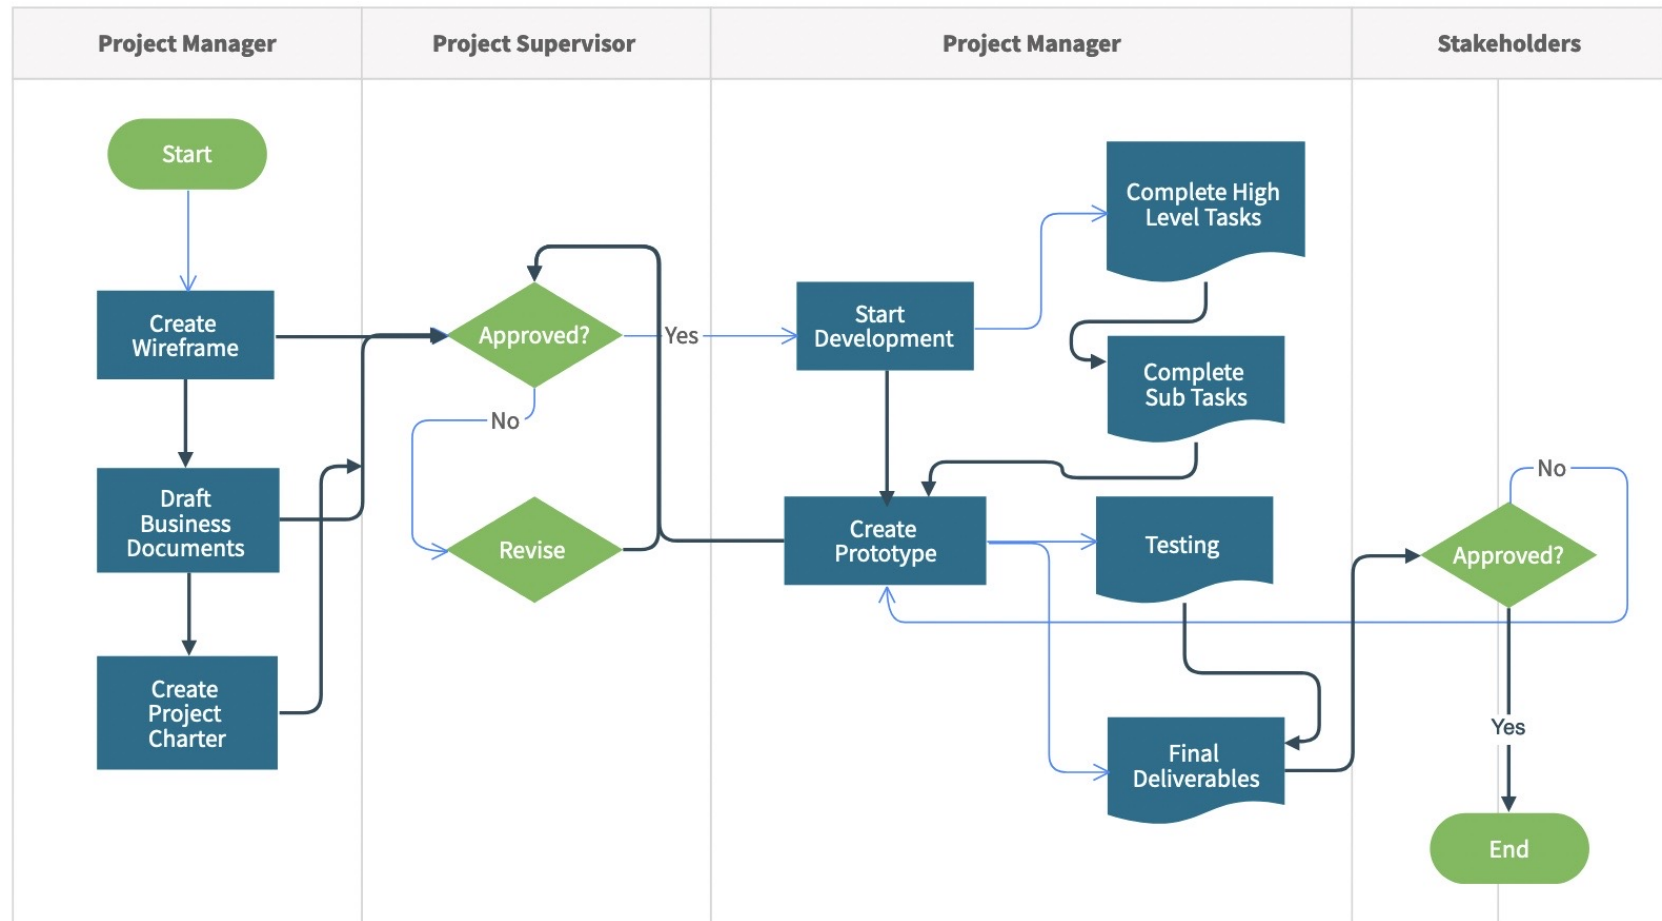 Project Manager
Project Supervisor
Project Manager
Stakeholders
Start
Create
Wireframe
Draft
Business
Documents
Create
Project
Charter
Approved?
Yes
No
Revise
Start
Development
Complete High
Level Tasks
Complete
Sub Tasks
Create
Prototype
Testing
Final
Deliverables
No
Approved?
Yes
End